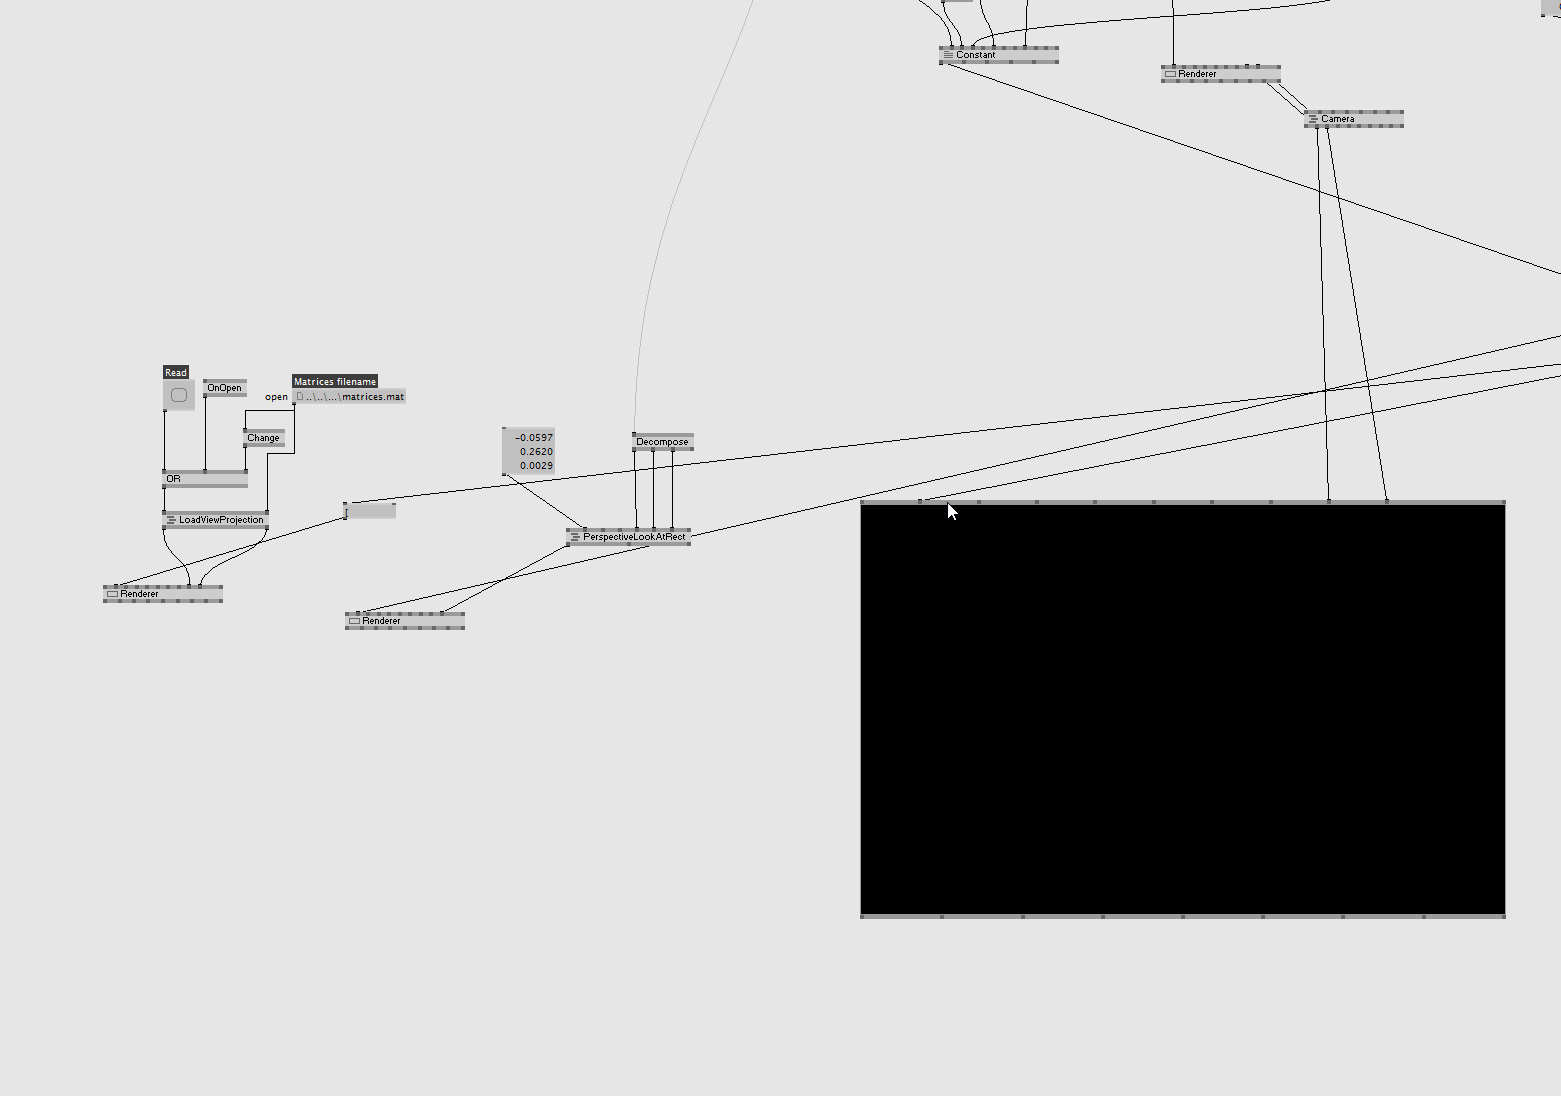 Constant
Renderer
Camera
Read
OnOpen
Matrices filename
open
..\..\...\matrices.mat
Change
-0.0597
0.2620
0.0029
Decompose
OR
LoadViewProjection
PerspectiveLookAtRect
Renderer
Renderer